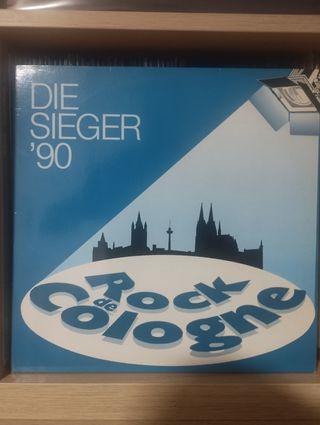 DIE
SIEGER
'90
Rock
de
Cologne